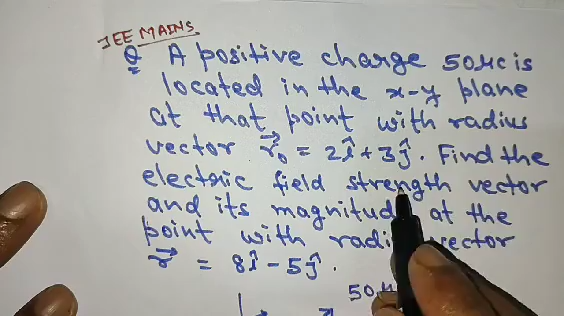 JEE MAINS
Q A positive charge 50μc is
located in the x-y plane
at that point with radius
vector r⃗₀ = 2î + 3ĵ. Find the
electric field strength vector
and its magnitude at the
point with vector
r⃗ = 8î - 5ĵ.
50μ